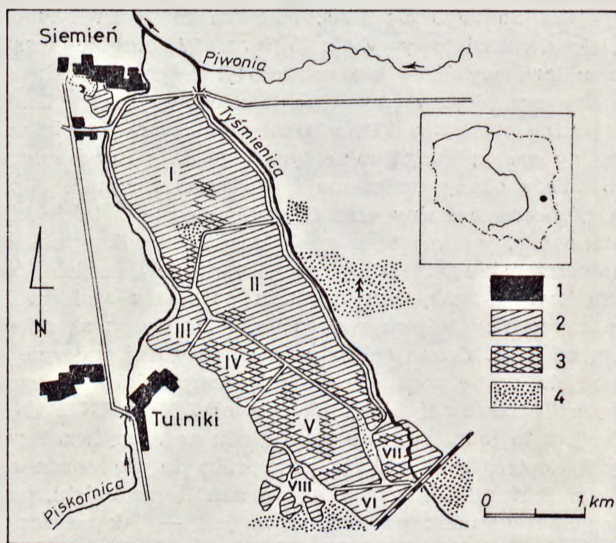 Siemień
Piwonia
Tyśmienica
I
II
III
IV
V
VII
VIII
VI
N
Tulniki
Piskornica
1
2
3
4
0 1 km